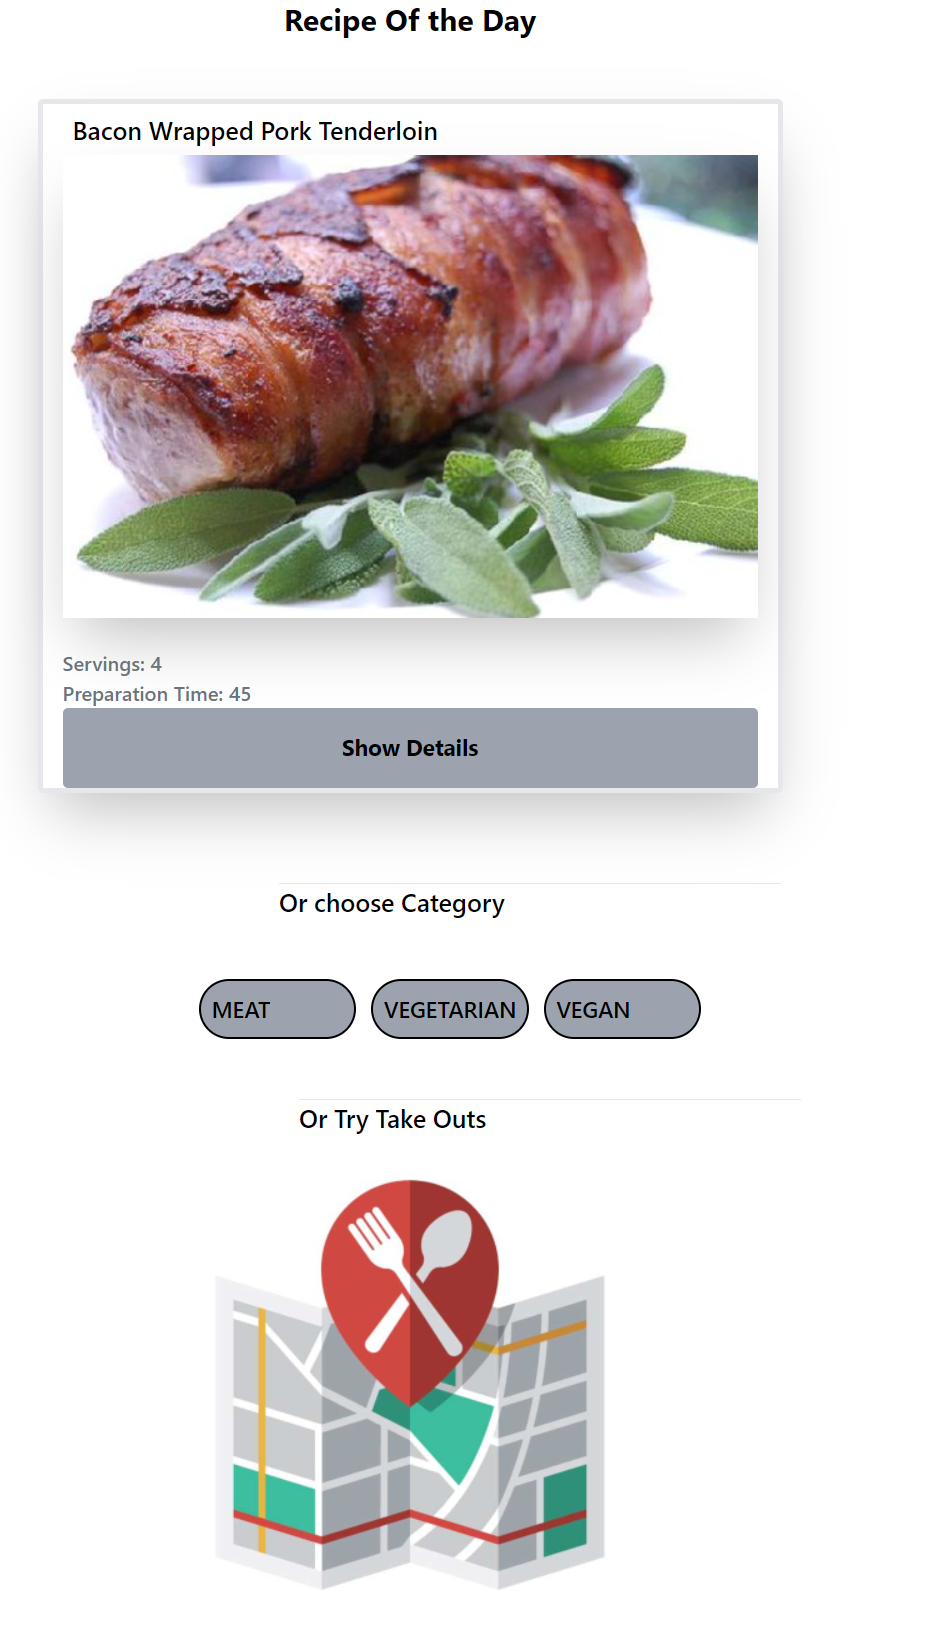 Recipe Of the Day
Bacon Wrapped Pork Tenderloin
Servings: 4
Preparation Time: 45
Show Details
Or choose Category
MEAT
VEGETARIAN
VEGAN
Or Try Take Outs